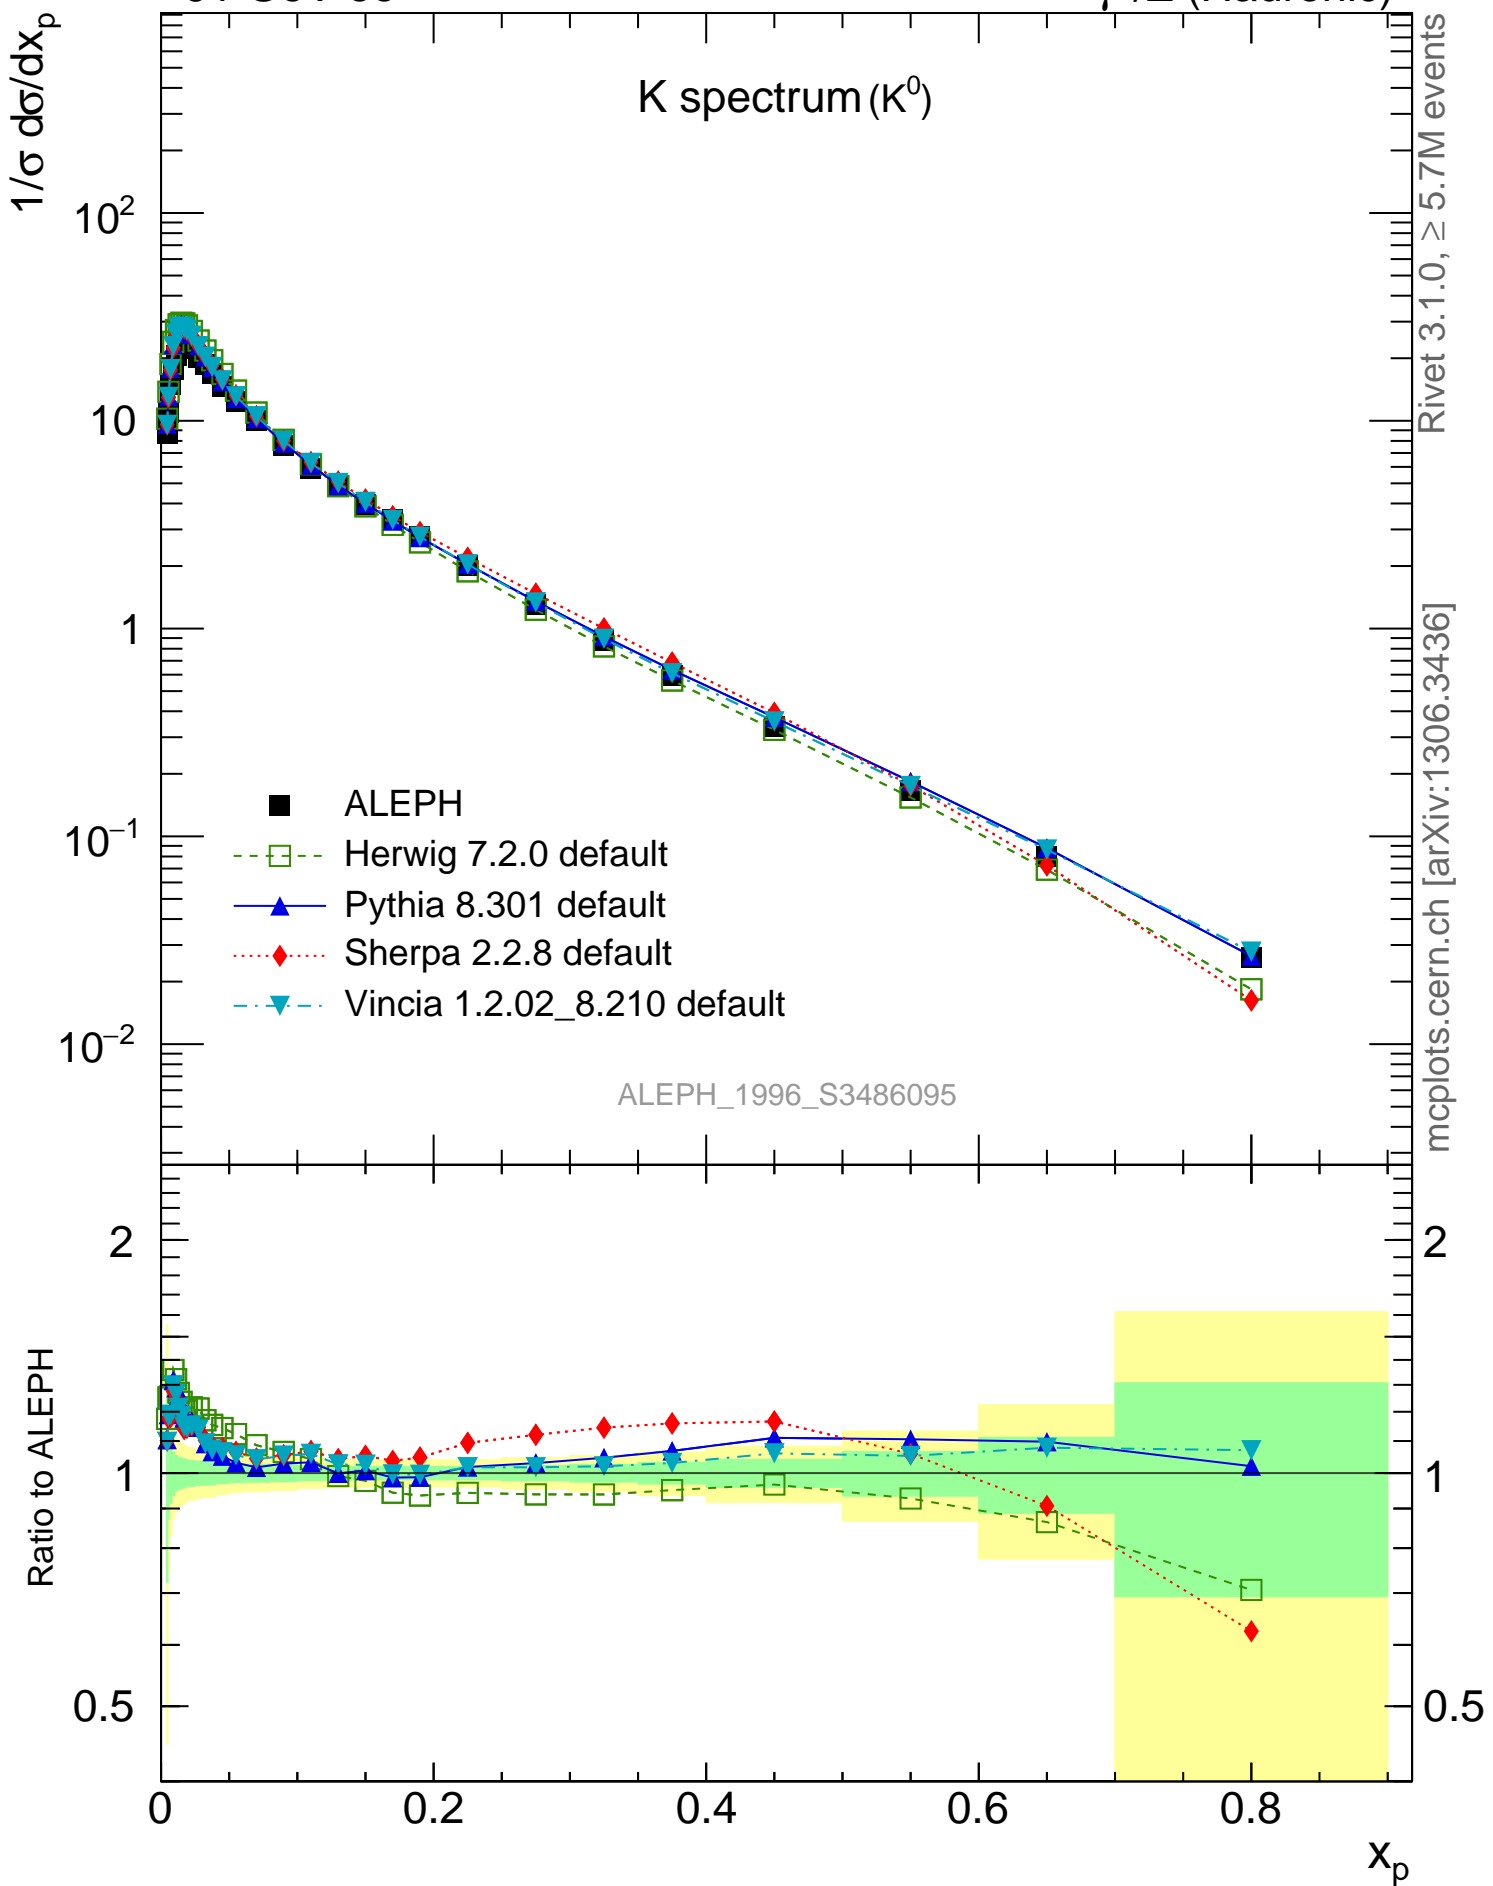 K spectrum (K⁰)
1/σ dσ/dxₚ
10²
10
1
10⁻¹
10⁻²
ALEPH
Herwig 7.2.0 default
Pythia 8.301 default
Sherpa 2.2.8 default
Vincia 1.2.02_8.210 default
ALEPH_1996_S3486095
Rivet 3.1.0, ≥ 5.7M events
mcplots.cern.ch [arXiv:1306.3436]
Ratio to ALEPH
2
1
0.5
2
1
0.5
0
0.2
0.4
0.6
0.8
xₚ